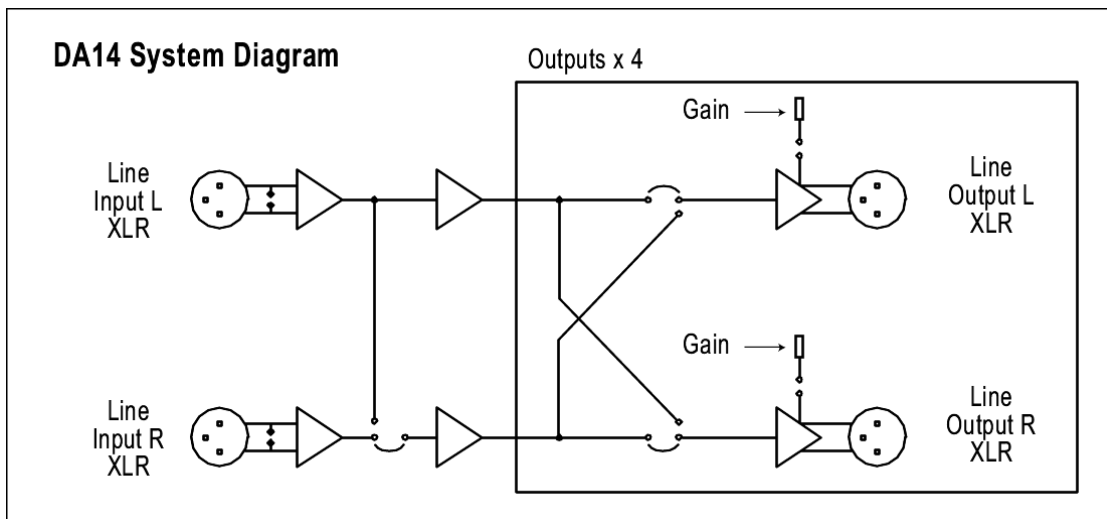 DA14 System Diagram
Outputs x 4
Gain
Line
Input L
XLR
Line
Output L
XLR
Gain
Line
Input R
XLR
Line
Output R
XLR